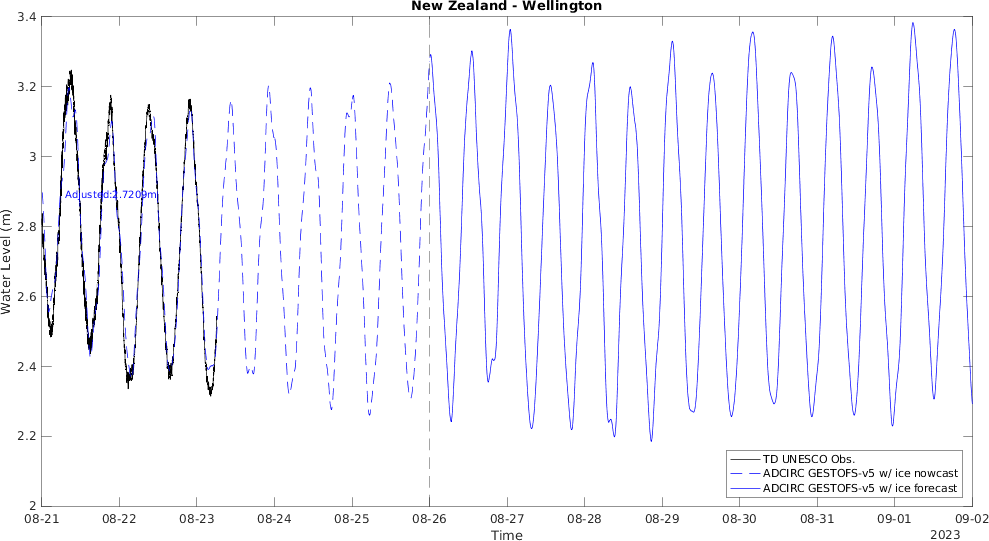 New Zealand - Wellington
3.4
3.2
3
2.8
2.6
2.4
2.2
2
Water Level (m)
Ad usted:2.7209m
TD UNESCO Obs.
ADCIRC GESTOFS-v5 w/ ice nowcast
ADCIRC GESTOFS-v5 w/ ice forecast
08-21 08-22 08-23 08-24 08-25 08-26 08-27 08-28 08-29 08-30 08-31 09-01 09-02
Time
2023